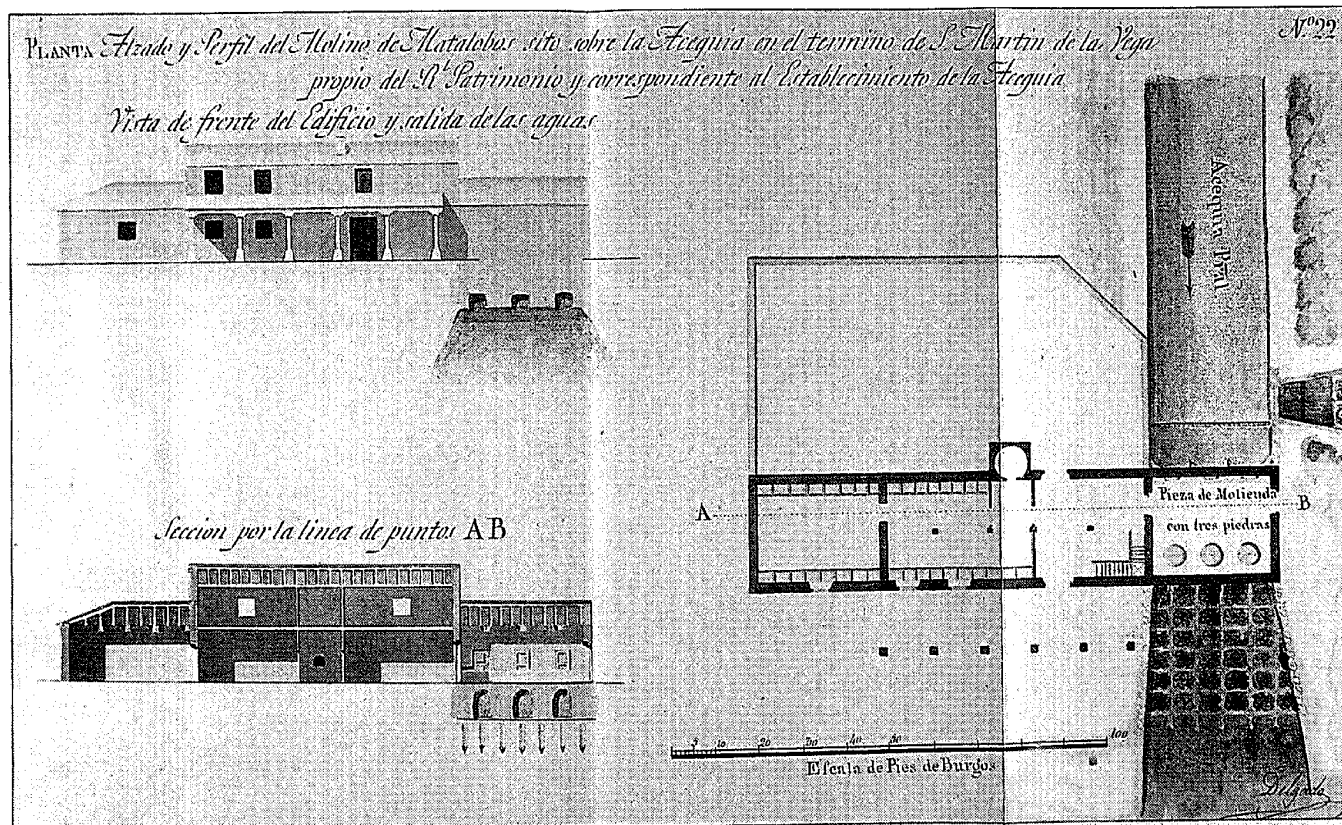 PLANTA Alzado y Perfil del Molino de Matalobos sito sobre la Acequia en el termino de S. Martin de la Vega
Nº 22
propio del Rl. Patrimonio y correspondiente al Establecimiento de la Acequia
Vista de frente del Edificio y salida de las aguas
Acequia Pral
Seccion por la linea de puntos A B
A
B
Pieza de Molienda
con tres piedras
5 10 20 30 40 50 100
Escala de Pies de Burgos
Delgado